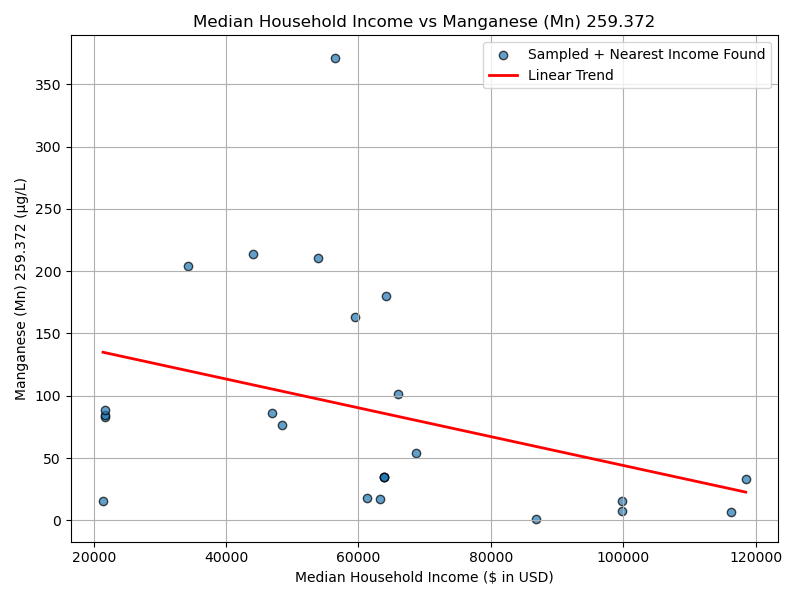 Median Household Income vs Manganese (Mn) 259.372
Sampled + Nearest Income Found
Linear Trend
Manganese (Mn) 259.372 (µg/L)
350
300
250
200
150
100
50
0
20000 40000 60000 80000 100000 120000
Median Household Income ($ in USD)